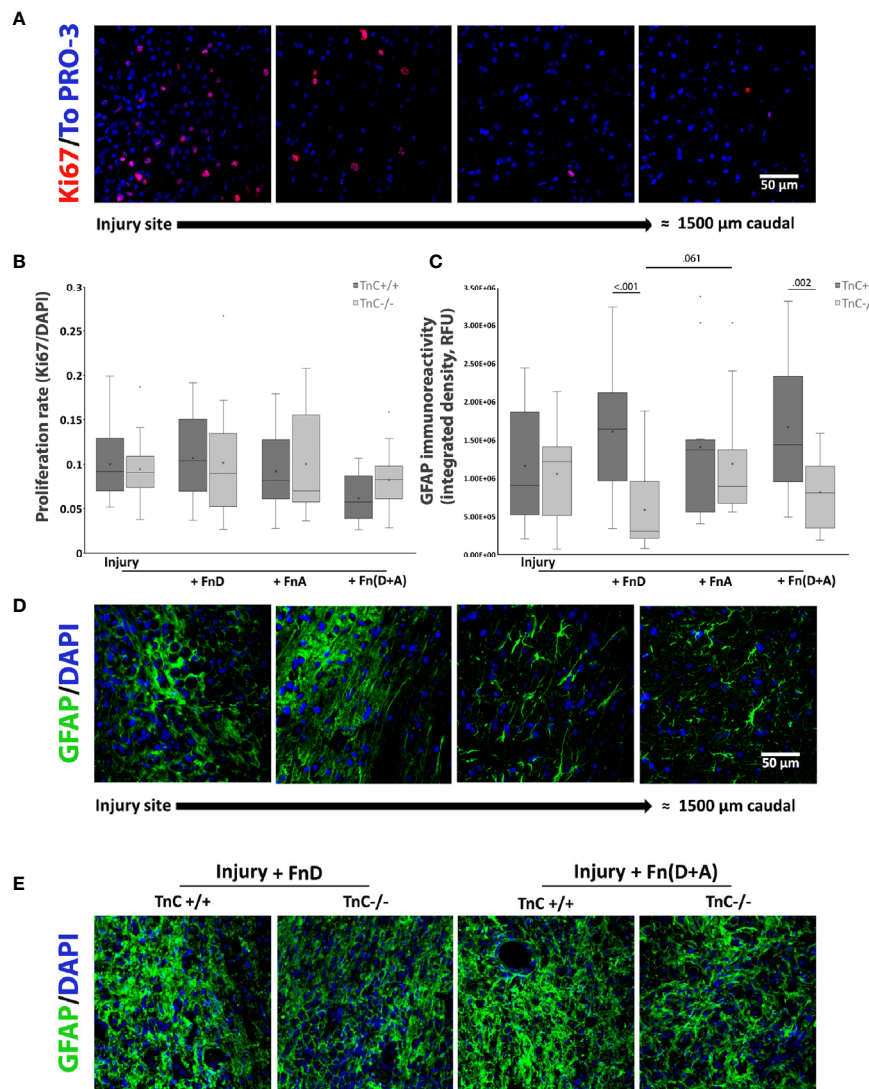 A
Ki67/To PRO-3
50 µm
Injury site ≈ 1500 µm caudal
B
Proliferation rate (Ki67/DAPI)
0.3
0.25
0.2
0.15
0.1
0.05
0
TnC+/+
TnC-/-
Injury
+ FnD + FnA + Fn(D+A)
C
GFAP immunoreactivity
(integrated density, RFU)
3.50E+06
3.00E+06
2.50E+06
2.00E+06
1.50E+06
1.00E+06
5.00E+05
0.00E+00
.061
<.001
.002
TnC+
TnC-/
Injury
+ FnD + FnA + Fn(D+A)
D
GFAP/DAPI
50 µm
Injury site ≈ 1500 µm caudal
E
GFAP/DAPI
Injury + FnD Injury + Fn(D+A)
TnC +/+ TnC-/- TnC +/+ TnC-/-